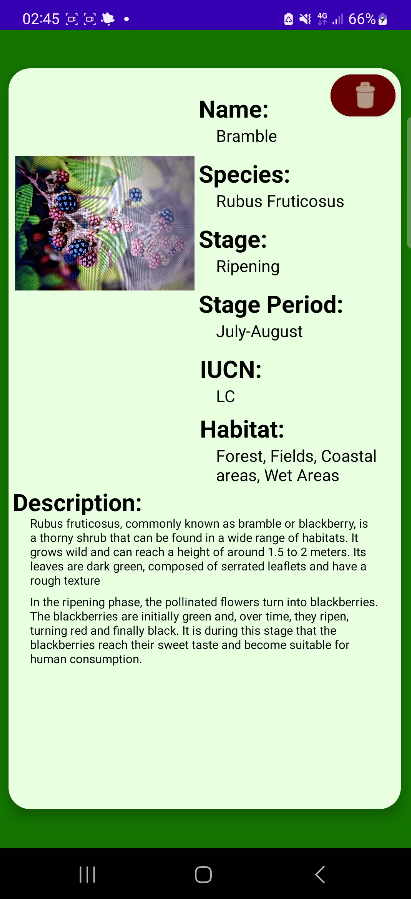 02:45 4G 66%
Name:
Bramble
Species:
Rubus Fruticosus
Stage:
Ripening
Stage Period:
July-August
IUCN:
LC
Habitat:
Forest, Fields, Coastal
areas, Wet Areas
Description:
Rubus fruticosus, commonly known as bramble or blackberry, is
a thorny shrub that can be found in a wide range of habitats. It
grows wild and can reach a height of around 1.5 to 2 meters. Its
leaves are dark green, composed of serrated leaflets and have a
rough texture
In the ripening phase, the pollinated flowers turn into blackberries.
The blackberries are initially green and, over time, they ripen,
turning red and finally black. It is during this stage that the
blackberries reach their sweet taste and become suitable for
human consumption.